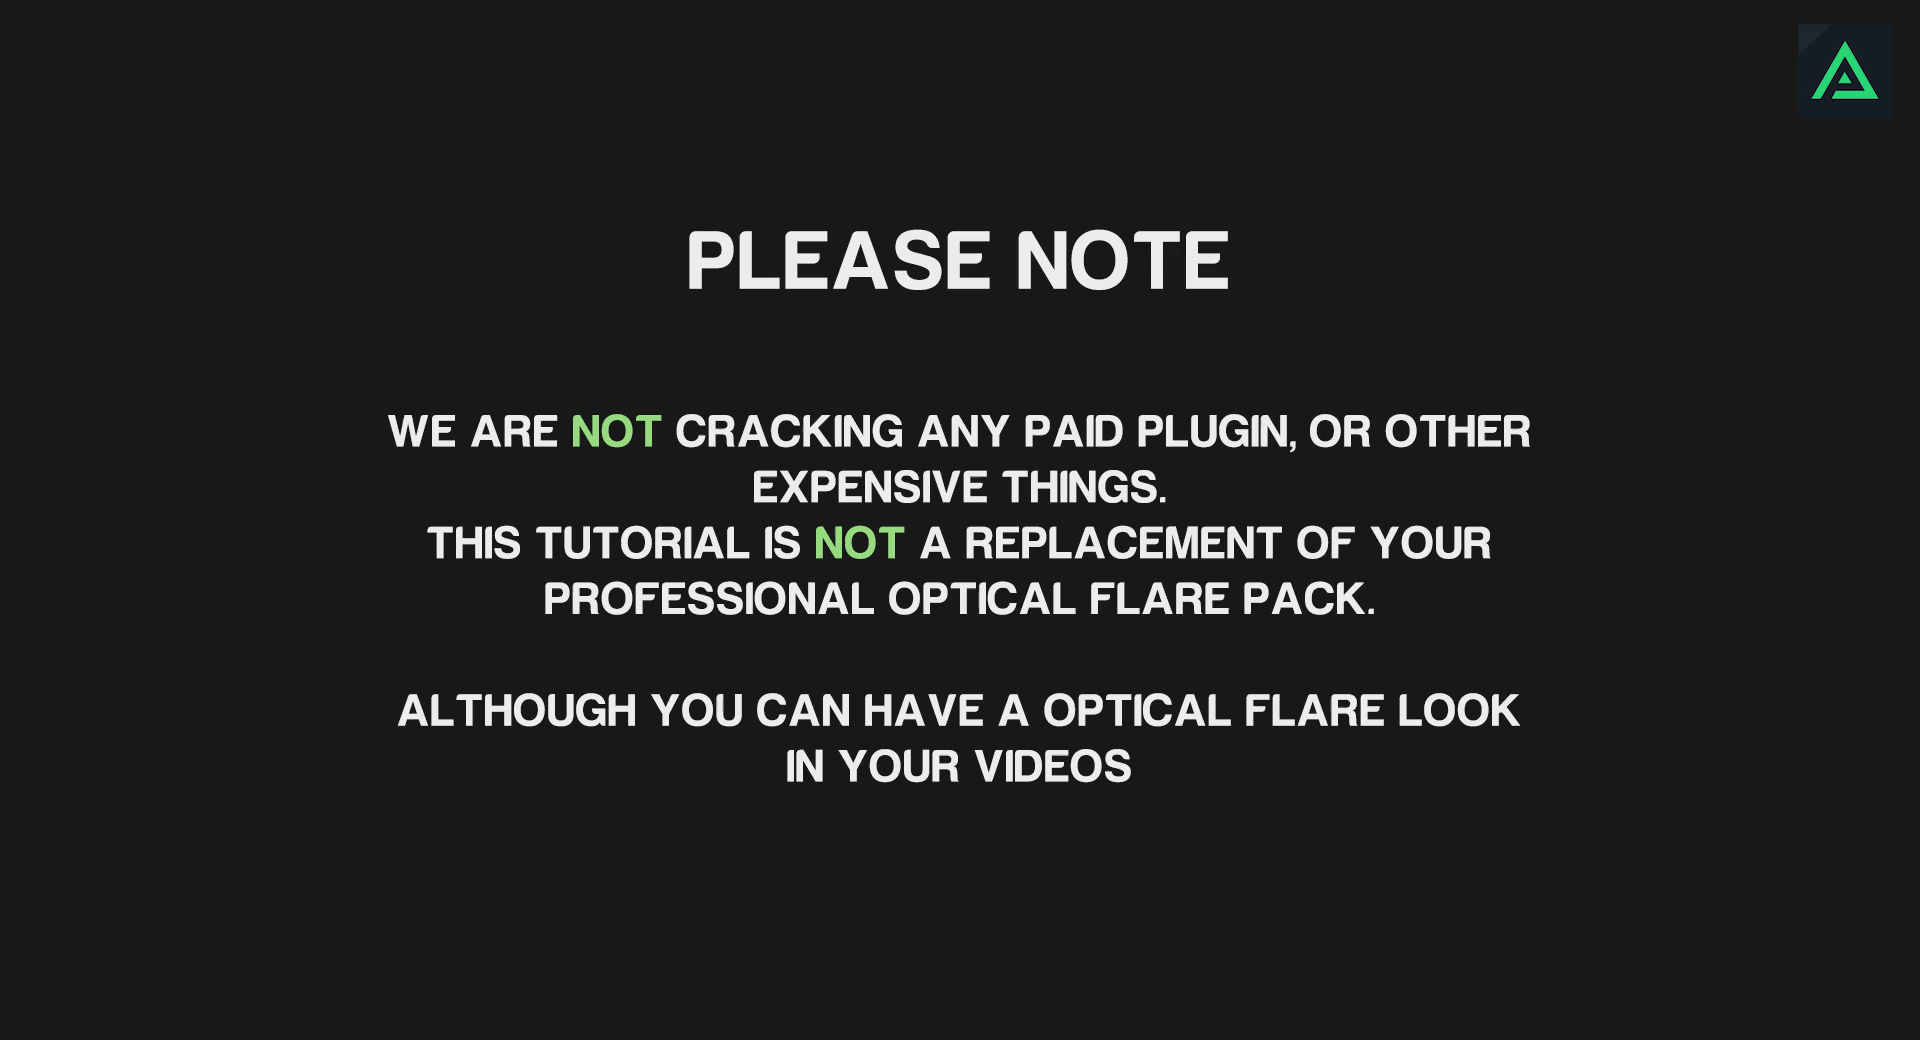 PLEASE NOTE
WE ARE NOT CRACKING ANY PAID PLUGIN, OR OTHER
EXPENSIVE THINGS.
THIS TUTORIAL IS NOT A REPLACEMENT OF YOUR
PROFESSIONAL OPTICAL FLARE PACK.
ALTHOUGH YOU CAN HAVE A OPTICAL FLARE LOOK
IN YOUR VIDEOS